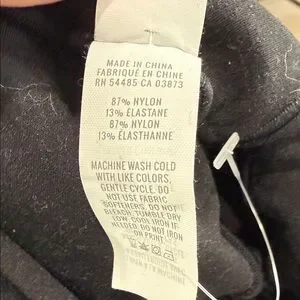 MADE IN CHINA
FABRIQUÉ EN CHINE
RN 54485 CA 03873
87% NYLON
13% ELASTANE
87% NYLON
13% ÉLASTHANNE
MACHINE WASH COLD
WITH LIKE COLORS,
GENTLE CYCLE. DO
NOT USE FABRIC
SOFTENERS. DO NOT
BLEACH. TUMBLE DRY
LOW. COOL IRON IF
NEEDED. DO NOT IRON
ON PRINT